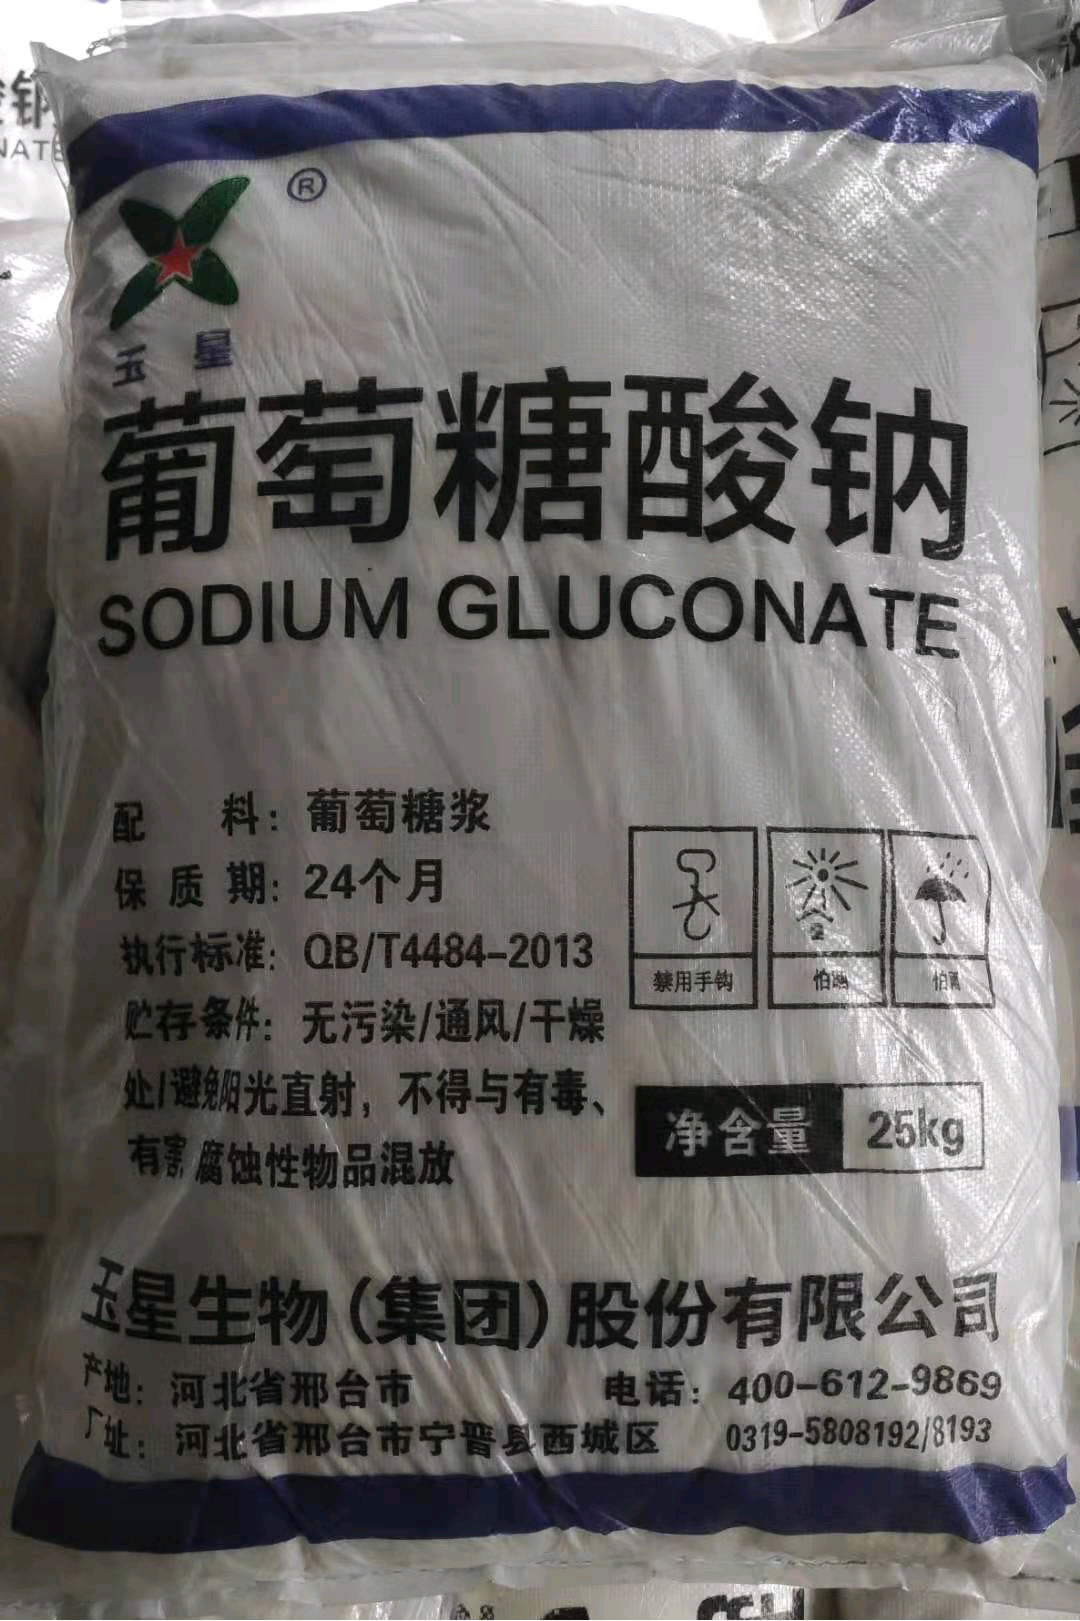 ®
玉星
葡萄糖酸钠
SODIUM GLUCONATE
配料：葡萄糖浆
保质期：24个月
执行标准：QB/T4484-2013
贮存条件：无污染/通风/干燥
处/避免阳光直射，不得与有毒、
有害 腐蚀性物品混放
禁用手钩
怕晒
怕雨
净含量 25kg
玉星生物(集团)股份有限公司
产地：河北省邢台市 电话：400-612-9869
厂址：河北省邢台市宁晋县西城区 0319-5808192/8193
NATE